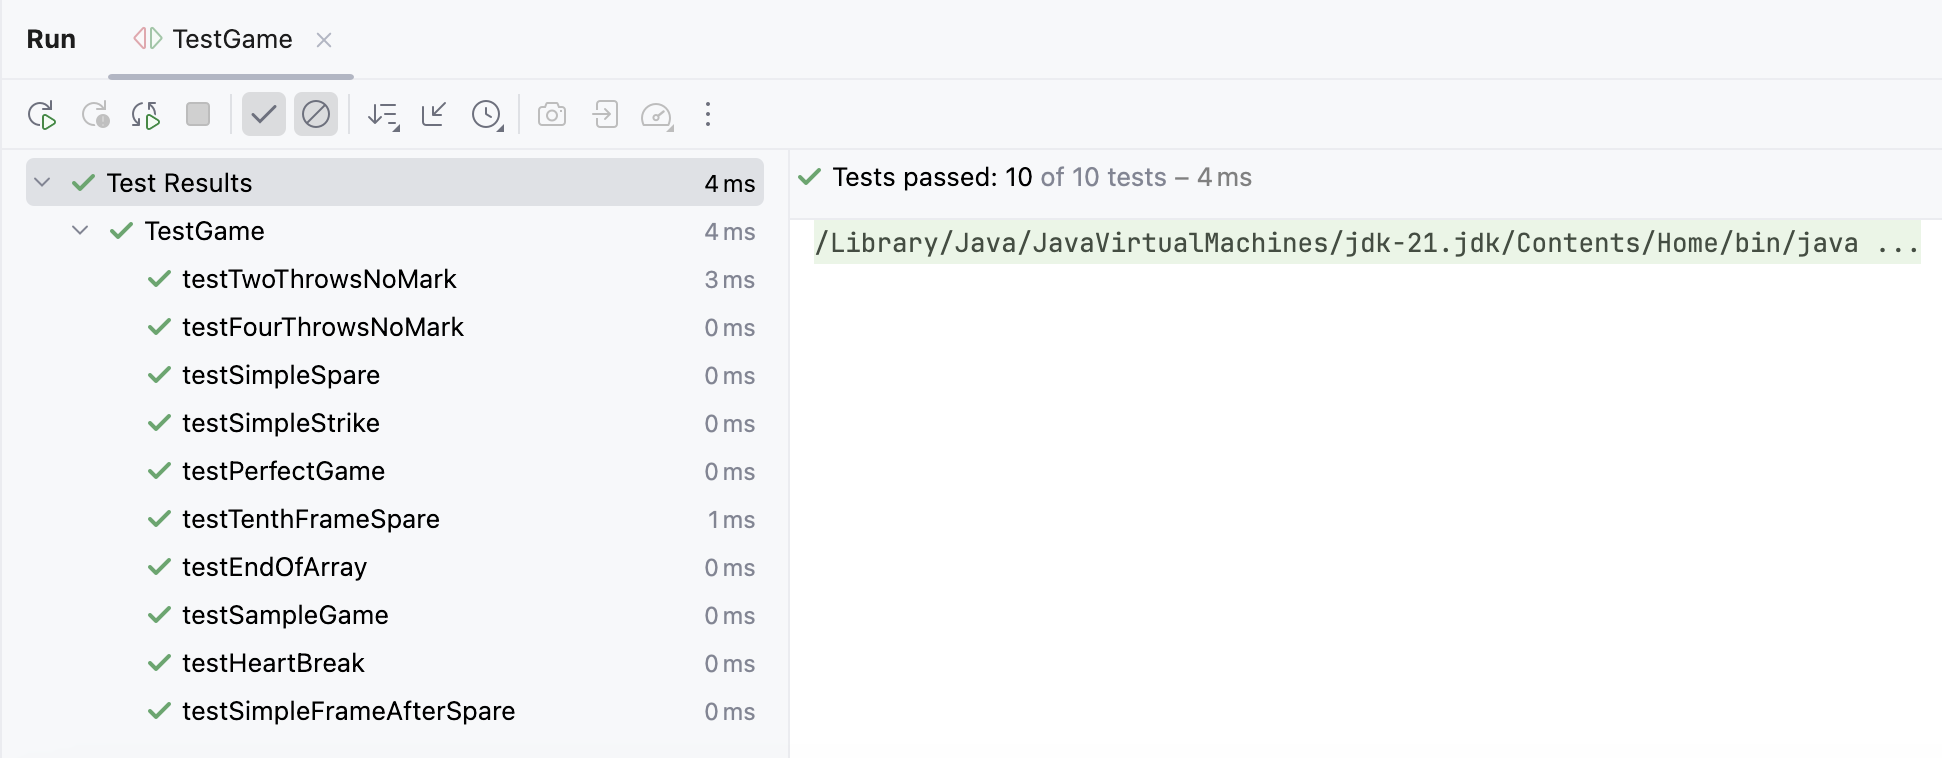 Run TestGame
Test Results 4 ms
TestGame 4 ms
testTwoThrowsNoMark 3 ms
testFourThrowsNoMark 0 ms
testSimpleSpare 0 ms
testSimpleStrike 0 ms
testPerfectGame 0 ms
testTenthFrameSpare 1 ms
testEndOfArray 0 ms
testSampleGame 0 ms
testHeartBreak 0 ms
testSimpleFrameAfterSpare 0 ms
Tests passed: 10 of 10 tests – 4 ms
/Library/Java/JavaVirtualMachines/jdk-21.jdk/Contents/Home/bin/java ...